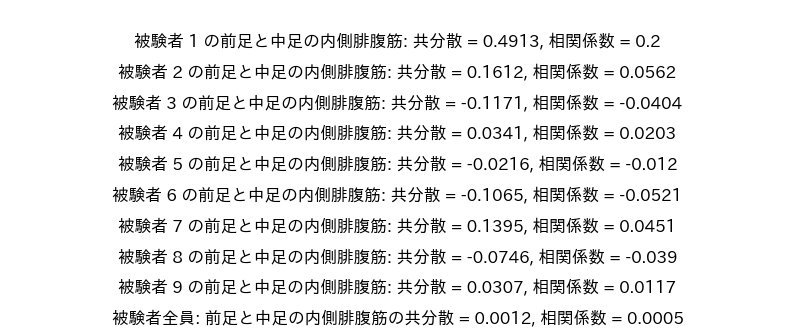 被験者 1 の前足と中足の内側腓腹筋: 共分散 = 0.4913, 相関係数 = 0.2
被験者 2 の前足と中足の内側腓腹筋: 共分散 = 0.1612, 相関係数 = 0.0562
被験者 3 の前足と中足の内側腓腹筋: 共分散 = -0.1171, 相関係数 = -0.0404
被験者 4 の前足と中足の内側腓腹筋: 共分散 = 0.0341, 相関係数 = 0.0203
被験者 5 の前足と中足の内側腓腹筋: 共分散 = -0.0216, 相関係数 = -0.012
被験者 6 の前足と中足の内側腓腹筋: 共分散 = -0.1065, 相関係数 = -0.0521
被験者 7 の前足と中足の内側腓腹筋: 共分散 = 0.1395, 相関係数 = 0.0451
被験者 8 の前足と中足の内側腓腹筋: 共分散 = -0.0746, 相関係数 = -0.039
被験者 9 の前足と中足の内側腓腹筋: 共分散 = 0.0307, 相関係数 = 0.0117
被験者全員: 前足と中足の内側腓腹筋の共分散 = 0.0012, 相関係数 = 0.0005